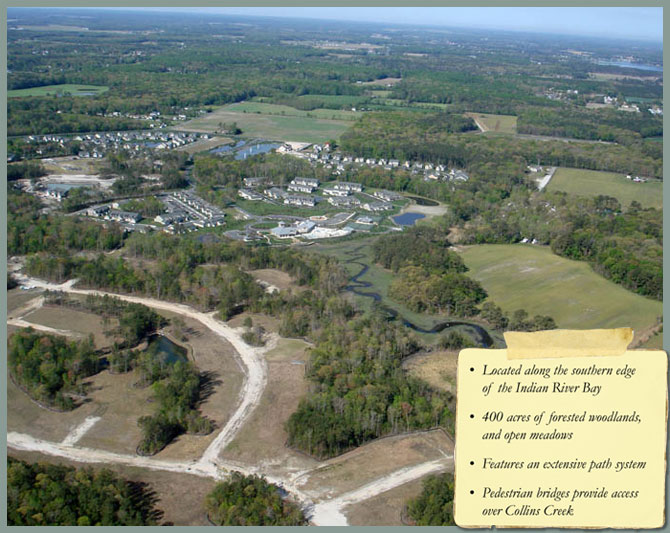 • Located along the southern edge
of the Indian River Bay
• 400 acres of forested woodlands,
and open meadows
• Features an extensive path system
• Pedestrian bridges provide access
over Collins Creek